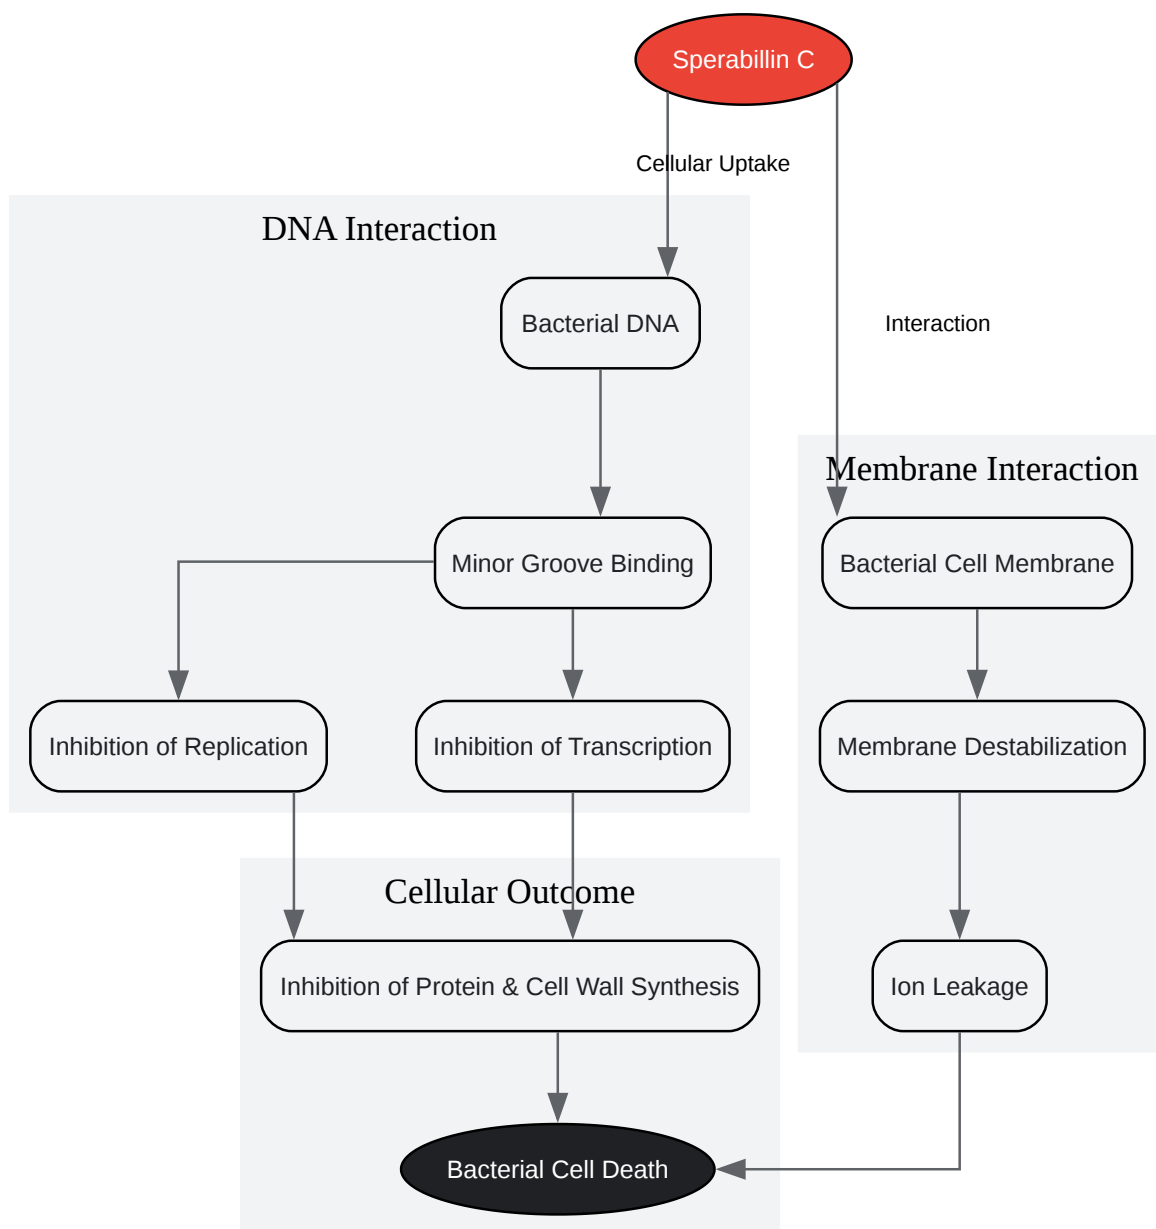 Sperabillin C
Cellular Uptake
DNA Interaction
Bacterial DNA
Interaction
Membrane Interaction
Minor Groove Binding
Bacterial Cell Membrane
Inhibition of Replication
Inhibition of Transcription
Membrane Destabilization
Cellular Outcome
Inhibition of Protein & Cell Wall Synthesis
Ion Leakage
Bacterial Cell Death